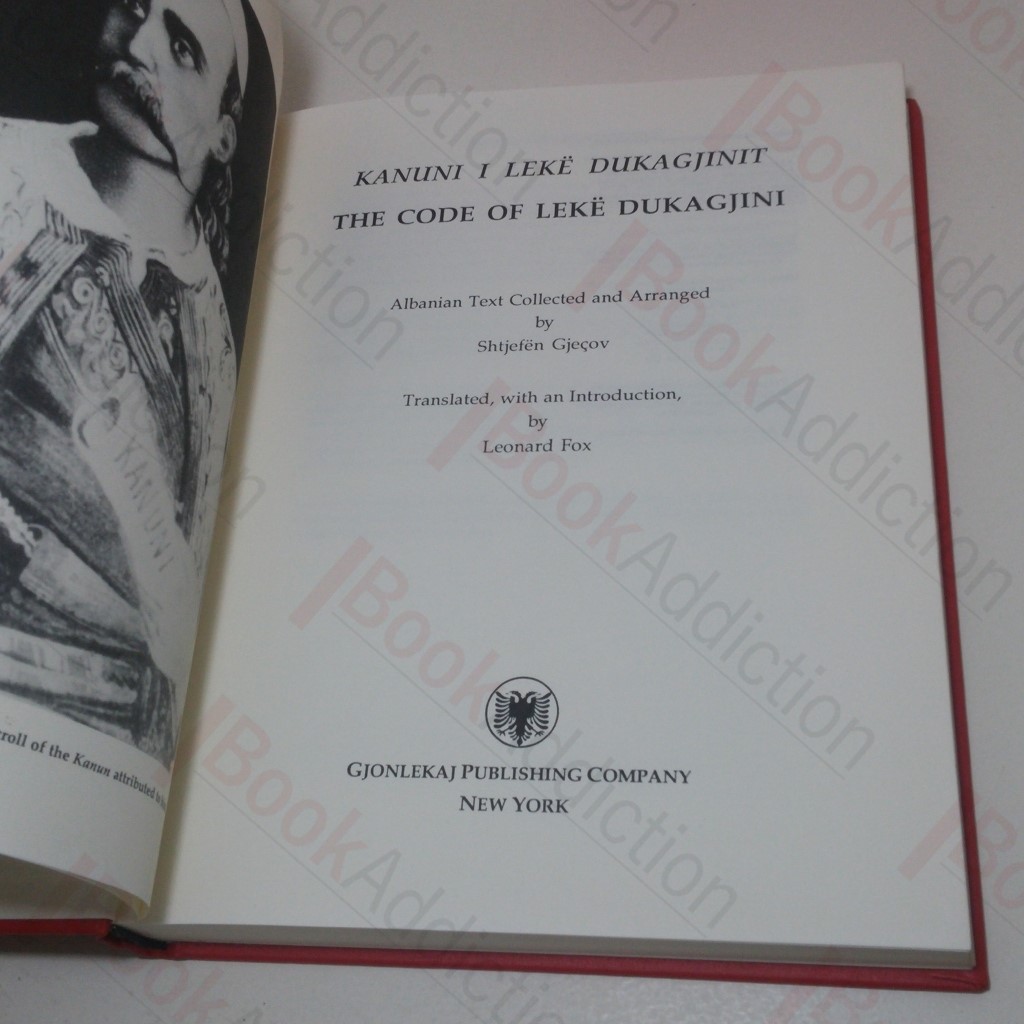 KANUNI
roll of the Kanun attributed
KANUNI I LEKË DUKAGJINIT
THE CODE OF LEKË DUKAGJINI
Albanian Text Collected and Arranged
by
Shtjefën Gjeçov
Translated, with an Introduction,
by
Leonard Fox
GJONLEKAJ PUBLISHING COMPANY
NEW YORK
BookAddiction